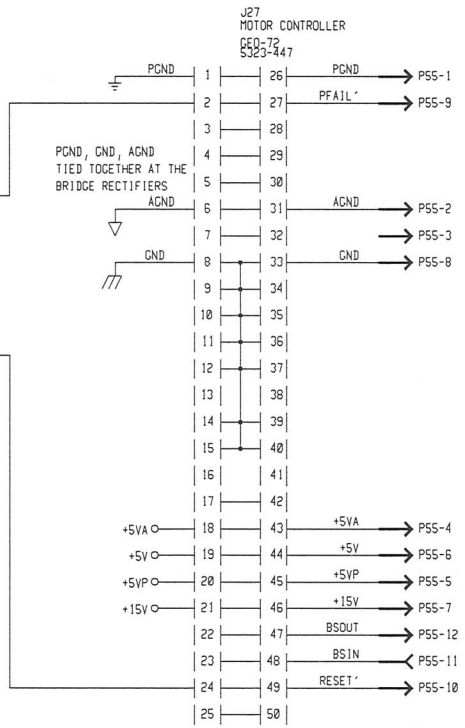 J27
MOTOR CONTROLLER
GEO-72
5323-447
PGND 1 26 PGND P55-1
2 27 PFAIL' P55-9
3 28
4 29
PGND, GND, AGND
TIED TOGETHER AT THE
BRIDGE RECTIFIERS
5 30
AGND 6 31 AGND P55-2
7 32 P55-3
GND 8 33 GND P55-8
9 34
10 35
11 36
12 37
13 38
14 39
15 40
16 41
17 42
+5VA 18 43 +5VA P55-4
+5V 19 44 +5V P55-6
+5VP 20 45 +5VP P55-5
+15V 21 46 +15V P55-7
22 47 BSOUT P55-12
23 48 BSIN P55-11
24 49 RESET' P55-10
25 50